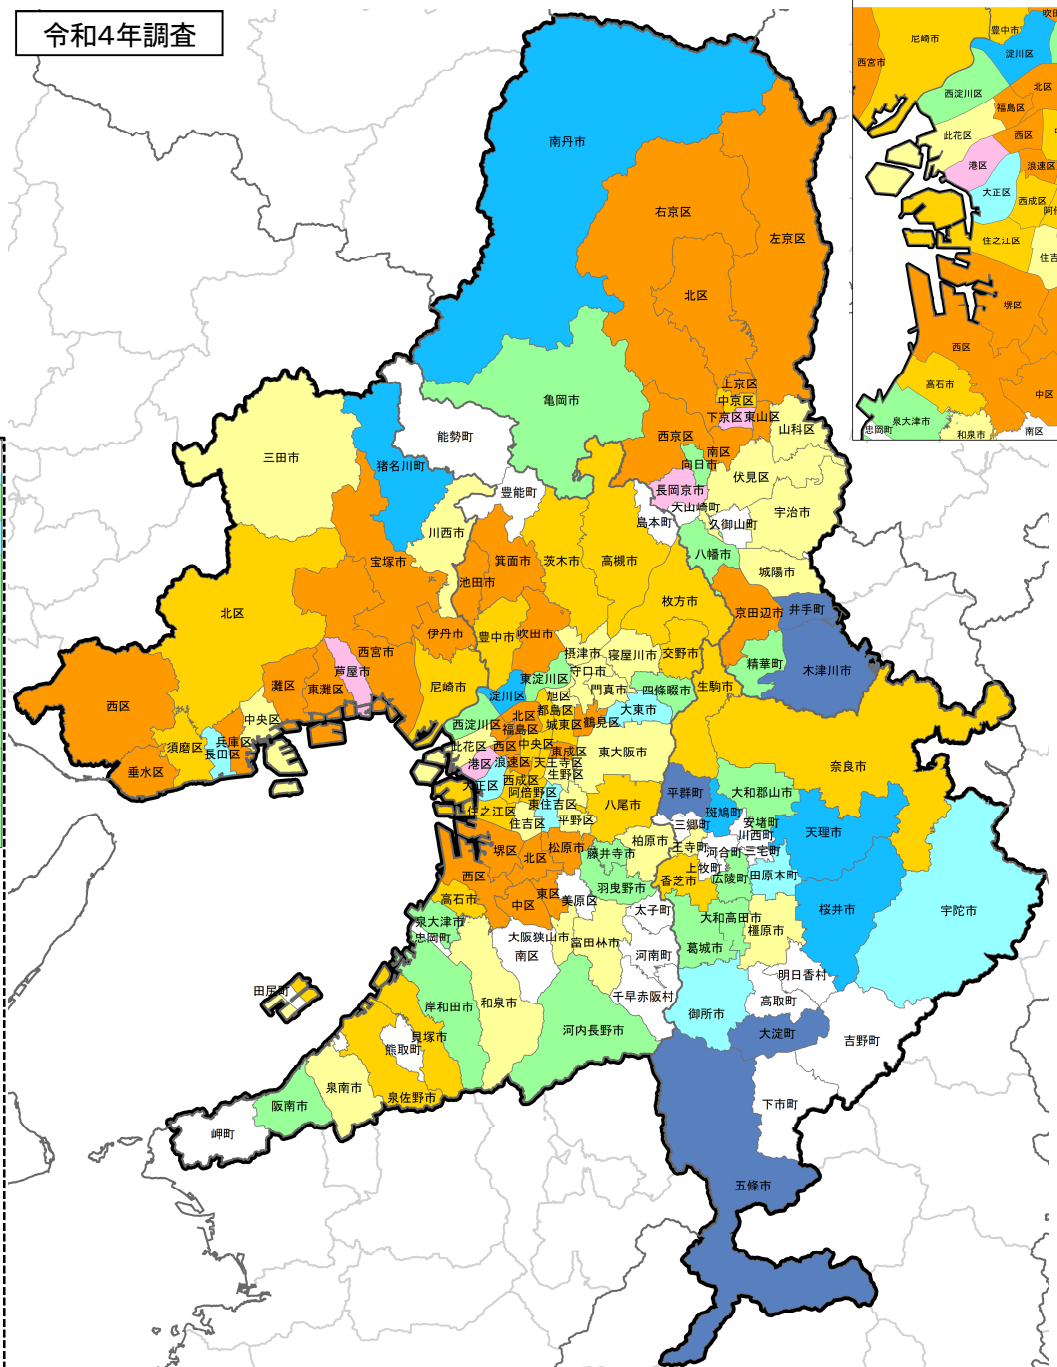 令和4年調査
南丹市
右京区
左京区
北区
上京区
中京区
下京区
東山区
亀岡市
西京区
南区
山科区
能勢町
向日市
伏見区
三田市
猪名川町
豊能町
長岡京市
大山崎町
宇治市
島本町
久御山町
川西市
箕面市
茨木市
高槻市
八幡市
城陽市
宝塚市
池田市
枚方市
京田辺市
井手町
北区
伊丹市
豊中市
吹田市
摂津市
寝屋川市
交野市
精華町
木津川市
西宮市
芦屋市
守口市
東淀川区
門真市
四條畷市
生駒市
灘区
東灘区
尼崎市
淀川区
旭区
都島区
大東市
西区
中央区
西淀川区
北区
福島区
城東区
鶴見区
須磨区
兵庫区
長田区
此花区
西区
中央区
東成区
東大阪市
奈良市
垂水区
港区
浪速区
天王寺区
生野区
大正区
西成区
阿倍野区
平群町
大和郡山市
住之江区
東住吉区
八尾市
斑鳩町
住吉区
平野区
三郷町
安堵町
川西町
天理市
堺区
北区
松原市
藤井寺市
柏原市
王寺町
河合町
三宅町
西区
東区
羽曳野市
香芝市
上牧町
広陵町
田原本町
高石市
中区
美原区
太子町
大和高田市
桜井市
宇陀市
泉大津市
忠岡町
大阪狭山市
南区
富田林市
河南町
葛城市
橿原市
田尻町
岸和田市
和泉市
千早赤阪村
明日香村
高取町
御所市
河内長野市
大淀町
吉野町
貝塚市
熊取町
泉南市
泉佐野市
阪南市
岬町
下市町
五條市
尼崎市
豊中市
吹田
西宮市
淀川区
西淀川区
北区
福島区
此花区
西区
港区
浪速区
大正区
西成区
住之江区
堺区
西区
高石市
中区
忠岡町
泉大津市
和泉市
南区